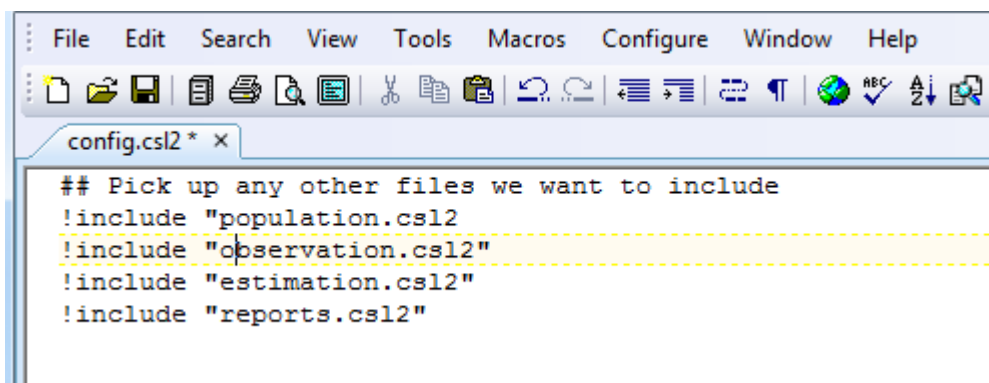 File Edit Search View Tools Macros Configure Window Help
ABC
A
Z
config.csl2 * ×
## Pick up any other files we want to include
!include "population.csl2
!include "observation.csl2"
!include "estimation.csl2"
!include "reports.csl2"